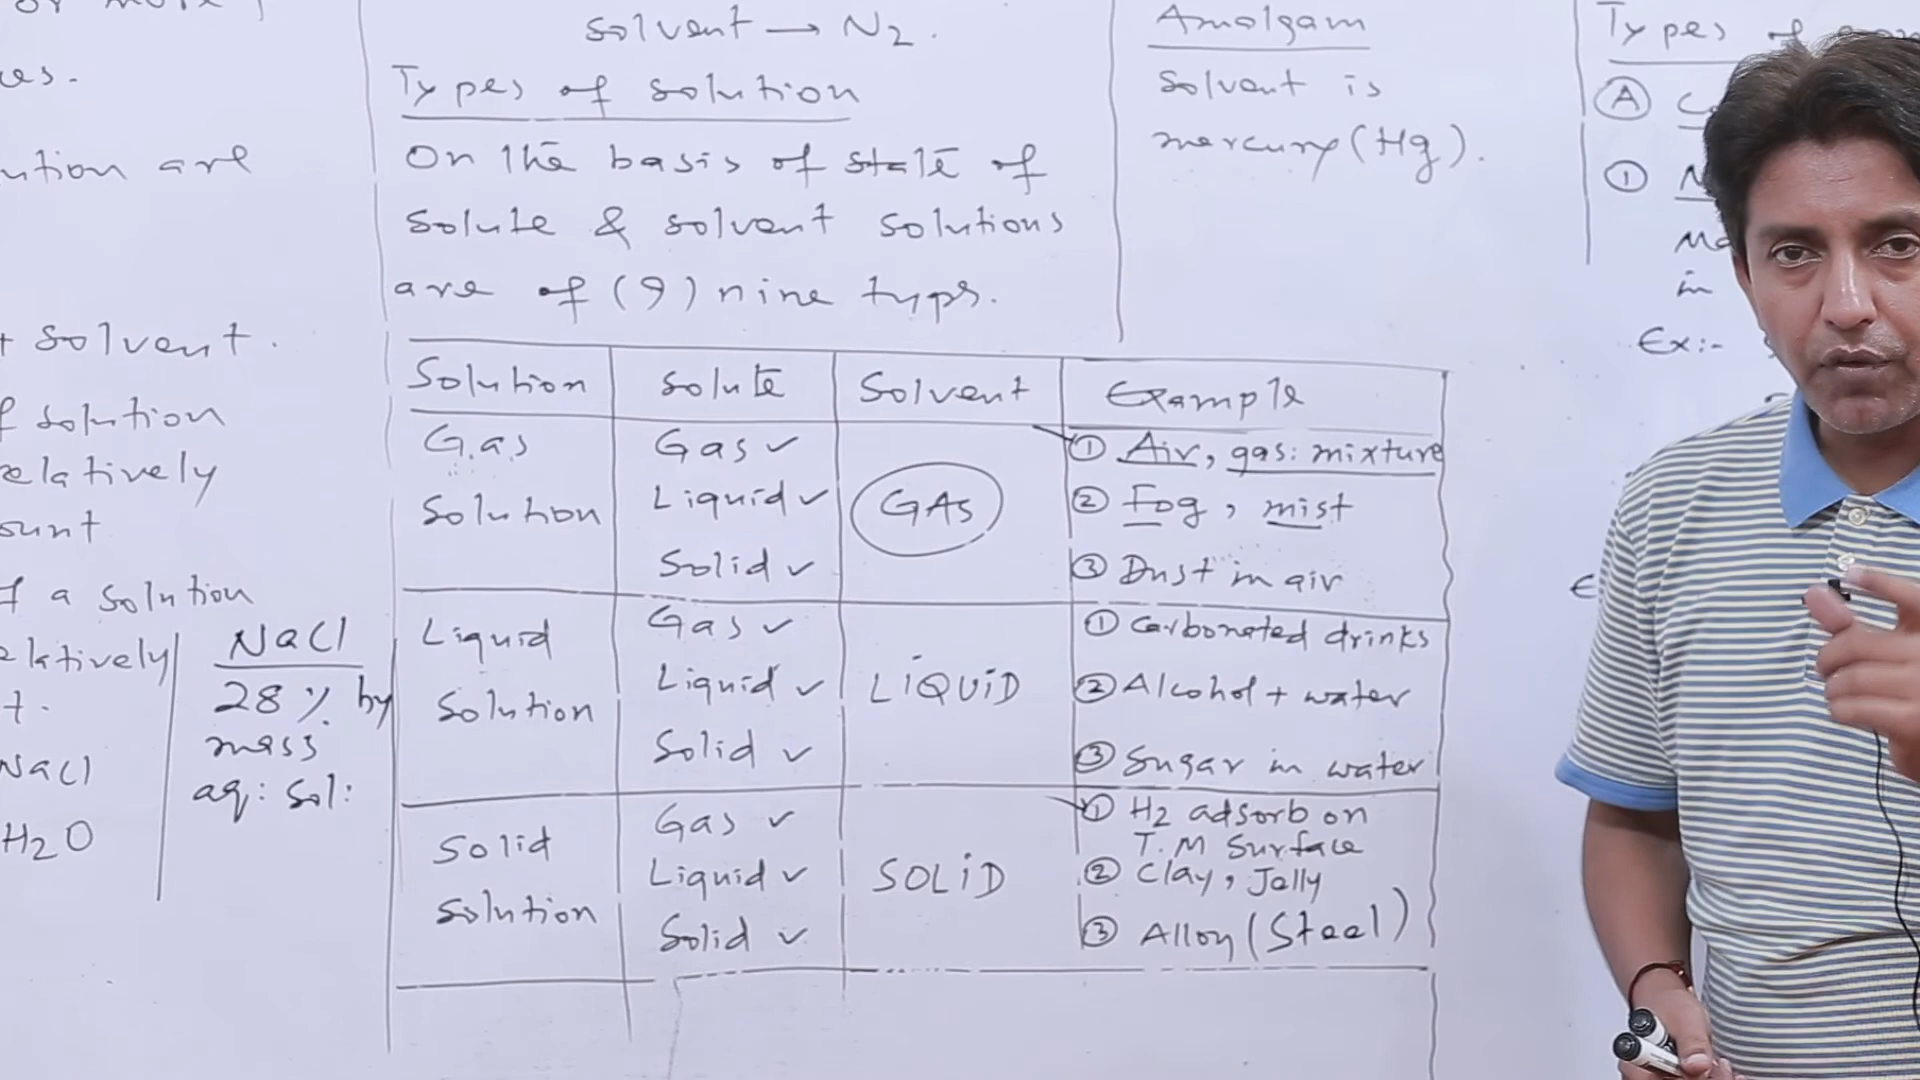 ution are
+ solvent.
f solution
relatively
ount
f a solution
elatively
t.
NaCl
H2O
NaCl
28% by
mass
aq: sol:
solvent → N2.
Types of solution
On the basis of state of
solute & solvent solutions
are of (9) nine typs.
Solution Solute Solvent Example
Gas Solution
Gas ✓
Liquid ✓
Solid ✓
GAS
① Air, gas: mixture
② Fog, mist
③ Dust in air
Liquid Solution
Gas ✓
Liquid ✓
Solid ✓
LIQUID
① Carbonated drinks
② Alcohol + water
③ Sugar in water
Solid Solution
Gas ✓
Liquid ✓
Solid ✓
SOLID
① H2 adsorb on
T.M Surface
② Clay, Jelly
③ Alloy (Steel)
Amalgam
Solvent is
mercury (Hg).
Types of
Ⓐ
①
in
Ex:-